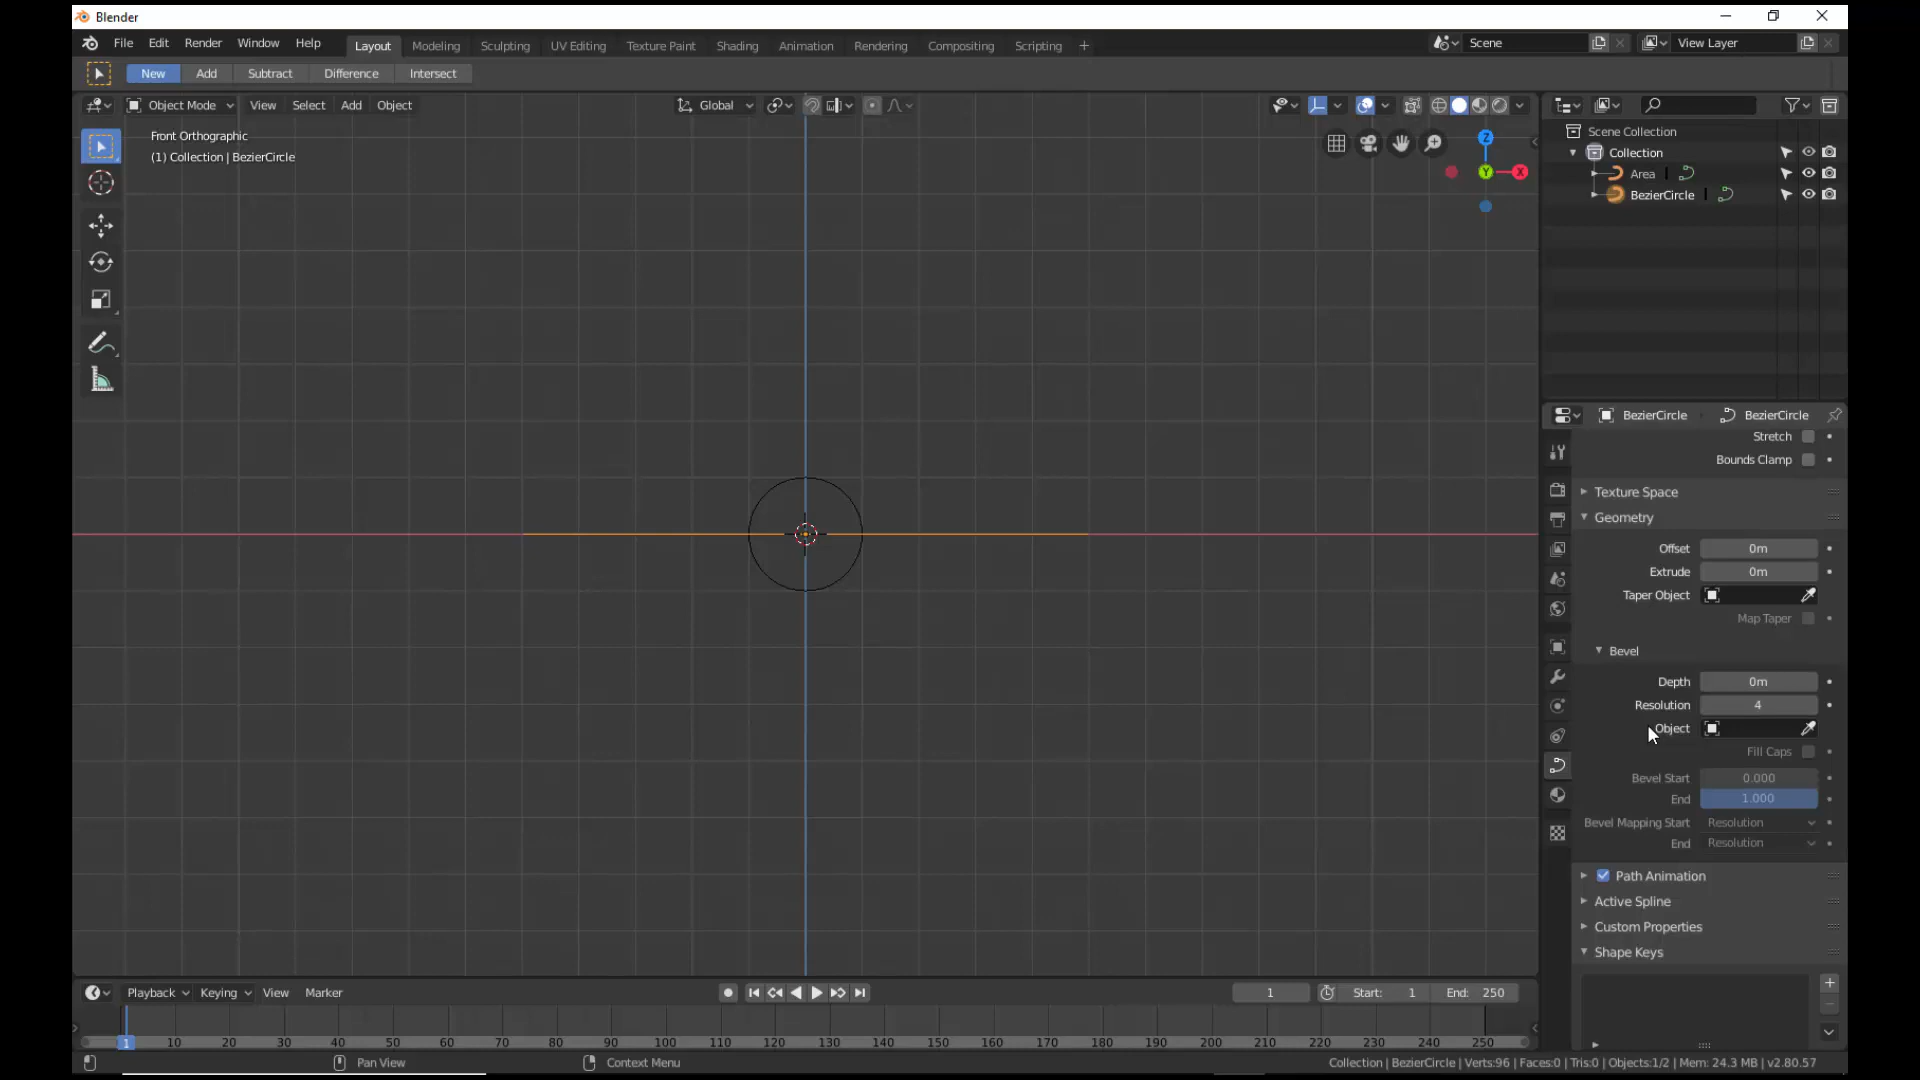 Blender
File Edit Render Window Help Layout Modeling Sculpting UV Editing Texture Paint Shading Animation Rendering Compositing Scripting + Scene View Layer
New Add Subtract Difference Intersect
Object Mode View Select Add Object Global
Front Orthographic
(1) Collection | BezierCircle
Z
Y
X
Scene Collection
Collection
Area
BezierCircle
BezierCircle BezierCircle
Stretch
Bounds Clamp
Texture Space
Geometry
Offset 0m
Extrude 0m
Taper Object
Map Taper
Bevel
Depth 0m
Resolution 4
Object
Fill Caps
Bevel Start 0.000
End 1.000
Bevel Mapping Start Resolution
End Resolution
Path Animation
Active Spline
Custom Properties
Shape Keys
Playback Keying View Marker 1 Start: 1 End: 250
1 10 20 30 40 50 60 70 80 90 100 110 120 130 140 150 160 170 180 190 200 210 220 230 240 250
Pan View Context Menu Collection | BezierCircle | Verts:96 | Faces:0 | Tris:0 | Objects:1/2 | Mem: 24.3 MB | v2.80.57